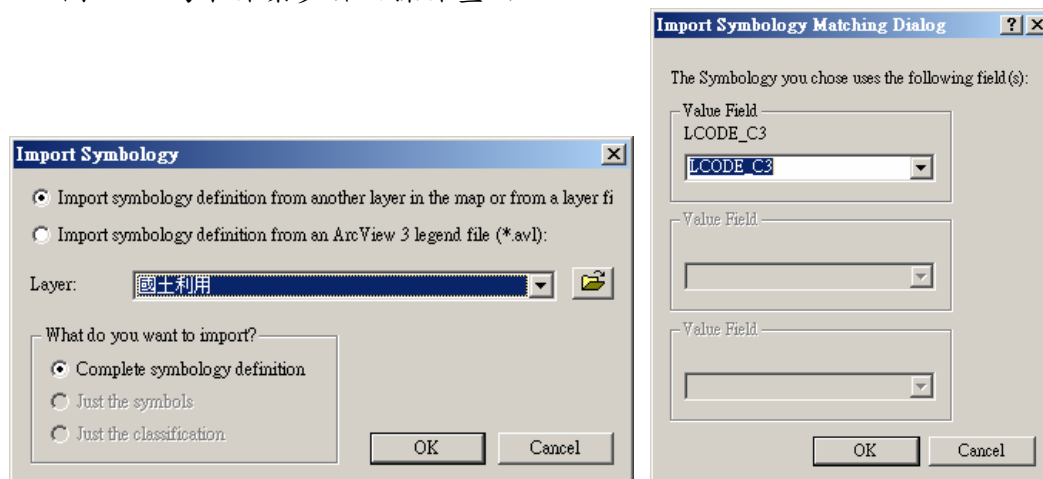 Import Symbology
Import symbology definition from another layer in the map or from a layer fi
Import symbology definition from an ArcView 3 legend file (*.avl):
Layer:
國土利用
What do you want to import?
Complete symbology definition
Just the symbols
Just the classification
OK
Cancel
Import Symbology Matching Dialog
The Symbology you chose uses the following field(s):
Value Field
LCODE_C3
LCODE_C3
Value Field
Value Field
OK
Cancel